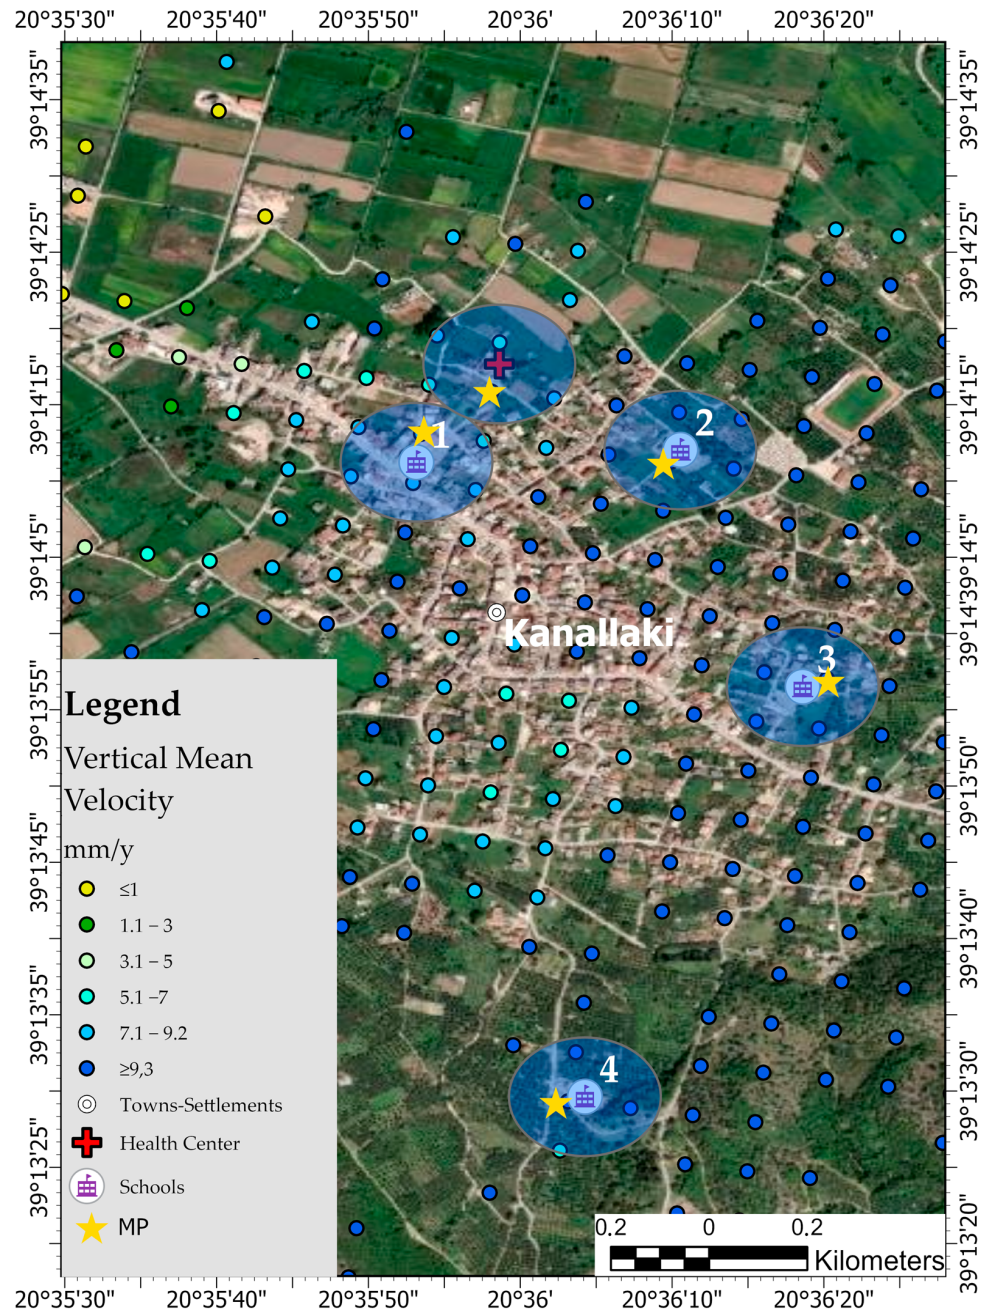 20°35'30" 20°35'40" 20°35'50" 20°36' 20°36'10" 20°36'20"
39°14'35" 39°14'35"
39°14'25" 39°14'25"
39°14'15" 39°14'15"
1 2
39°14'5" 39°14'5"
Kanallaki
39°14'
3
39°13'55" 39°13'55"
Legend
Vertical Mean
Velocity
mm/y
39°13'50"
39°13'45"
≤1
1.1 – 3
3.1 – 5
5.1 –7
7.1 – 9.2
≥9,3
Towns-Settlements
Health Center
Schools
MP
39°13'40"
39°13'35"
39°13'30"
4
39°13'25"
39°13'20"
0.2 0 0.2
Kilometers
20°35'30" 20°35'40" 20°35'50" 20°36' 20°36'10" 20°36'20"